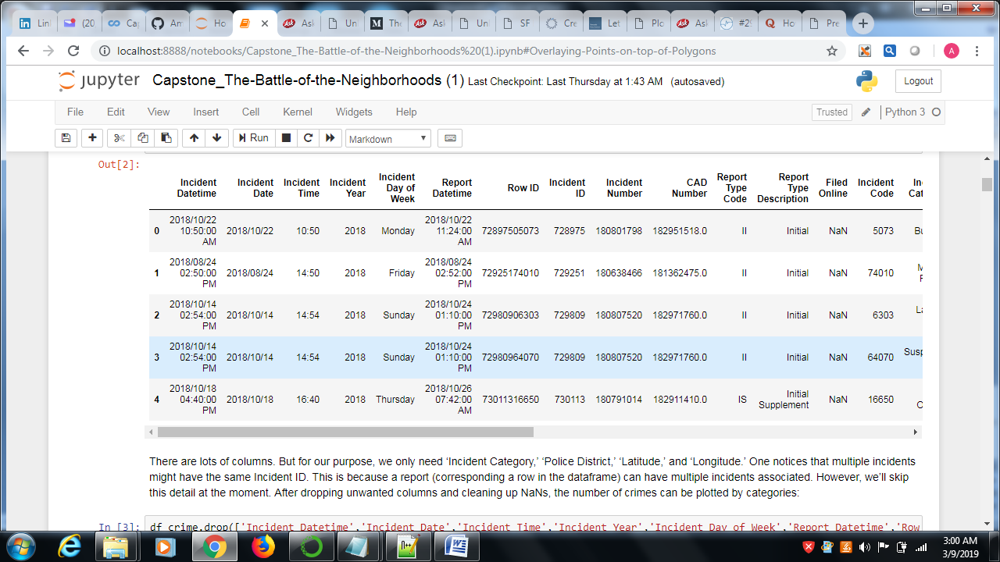 Lin
(20
Ca
Am
Ho
Ask
Un
M
Th
Ask
Un
SF
Cre
Let
Plo
Ask
#2
Q
Ho
Pre
localhost:8888/notebooks/Capstone_The-Battle-of-the-Neighborhoods%20(1).ipynb#Overlaying-Points-on-top-of-Polygons
A
jupyter Capstone_The-Battle-of-the-Neighborhoods (1) Last Checkpoint: Last Thursday at 1:43 AM (autosaved)
Logout
File Edit View Insert Cell Kernel Widgets Help
Trusted
Python 3
Run
Markdown
Out[2]:
Incident Datetime Incident Date Incident Time Incident Year Incident Day of Week Report Datetime Row ID Incident ID Incident Number CAD Number Report Type Code Report Type Description Filed Online Incident Code In Cat
0 2018/10/22 10:50:00 AM 2018/10/22 10:50 2018 Monday 2018/10/22 11:24:00 AM 72897505073 728975 180801798 182951518.0 II Initial NaN 5073 Bu
1 2018/08/24 02:50:00 PM 2018/08/24 14:50 2018 Friday 2018/08/24 02:52:00 PM 72925174010 729251 180638466 181362475.0 II Initial NaN 74010 M F
2 2018/10/14 02:54:00 PM 2018/10/14 14:54 2018 Sunday 2018/10/24 01:10:00 PM 72980906303 729809 180807520 182971760.0 II Initial NaN 6303 La
3 2018/10/14 02:54:00 PM 2018/10/14 14:54 2018 Sunday 2018/10/24 01:10:00 PM 72980964070 729809 180807520 182971760.0 II Initial NaN 64070 Susp
4 2018/10/18 04:40:00 PM 2018/10/18 16:40 2018 Thursday 2018/10/26 07:42:00 AM 73011316650 730113 180791014 182911410.0 IS Initial Supplement NaN 16650 C
There are lots of columns. But for our purpose, we only need ‘Incident Category,’ ‘Police District,’ ‘Latitude,’ and ‘Longitude.’ One notices that multiple incidents
might have the same Incident ID. This is because a report (corresponding a row in the dataframe) can have multiple incidents associated. However, we’ll skip
this detail at the moment. After dropping unwanted columns and cleaning up NaNs, the number of crimes can be plotted by categories:
In [3]: df_crime.drop(['Incident Datetime','Incident Date','Incident Time','Incident Year','Incident Day of Week','Report Datetime','Row
3:00 AM
3/9/2019